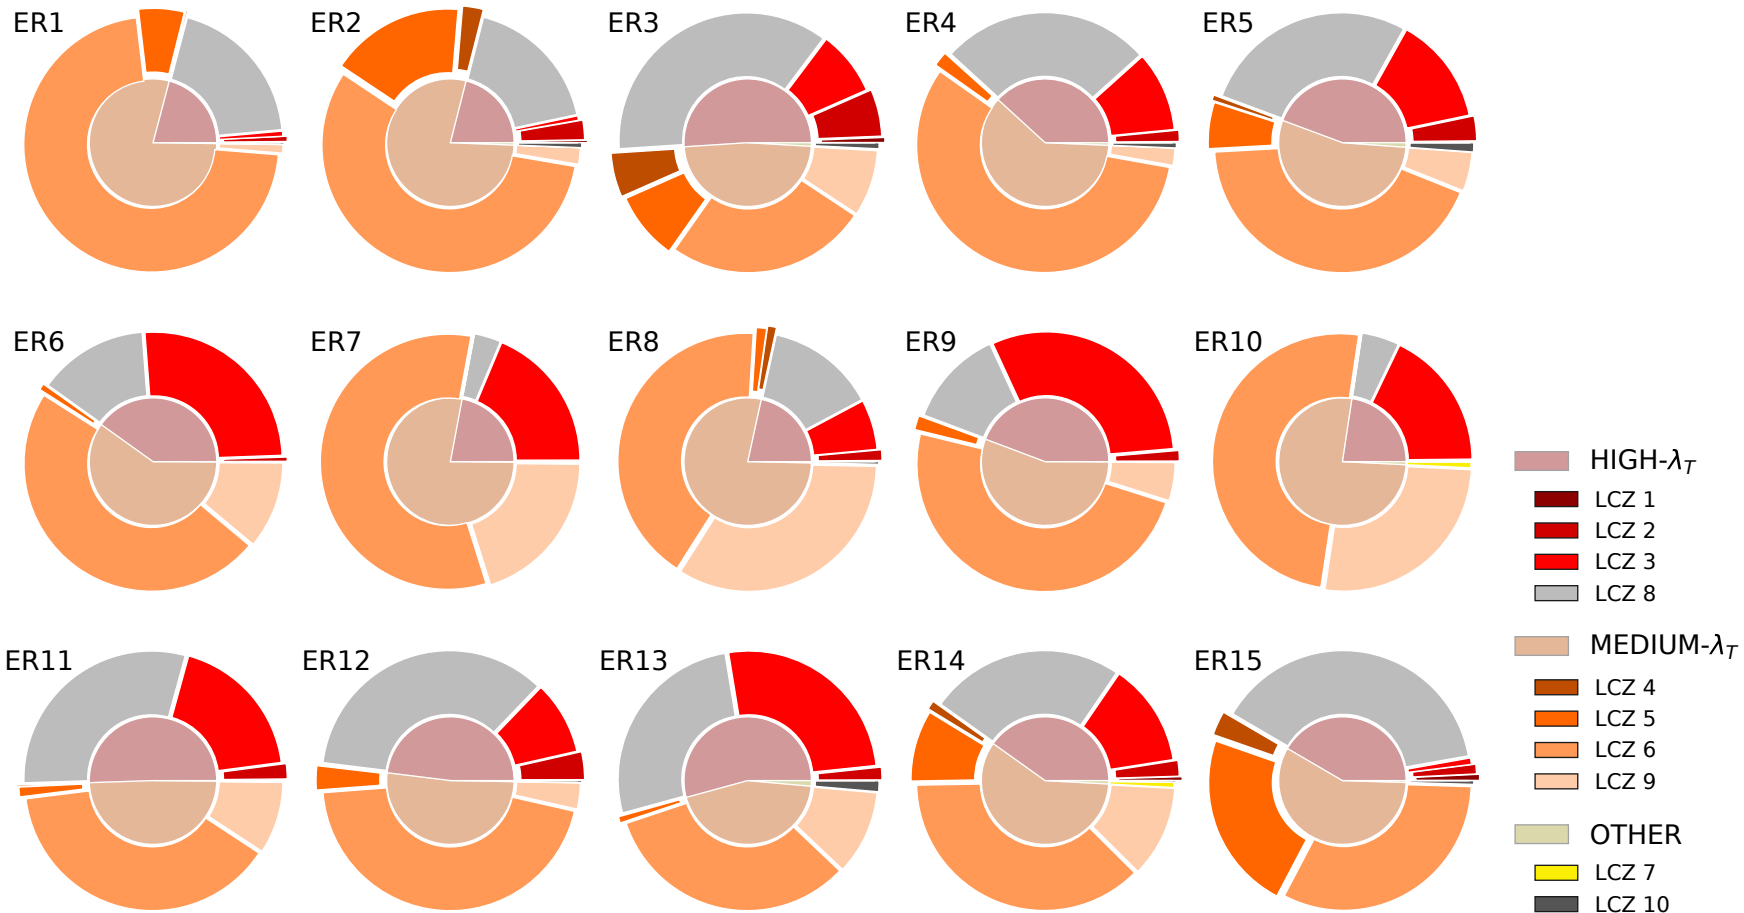 ER1
ER2
ER3
ER4
ER5
ER6
ER7
ER8
ER9
ER10
ER11
ER12
ER13
ER14
ER15
HIGH-λT
LCZ 1
LCZ 2
LCZ 3
LCZ 8
MEDIUM-λT
LCZ 4
LCZ 5
LCZ 6
LCZ 9
OTHER
LCZ 7
LCZ 10